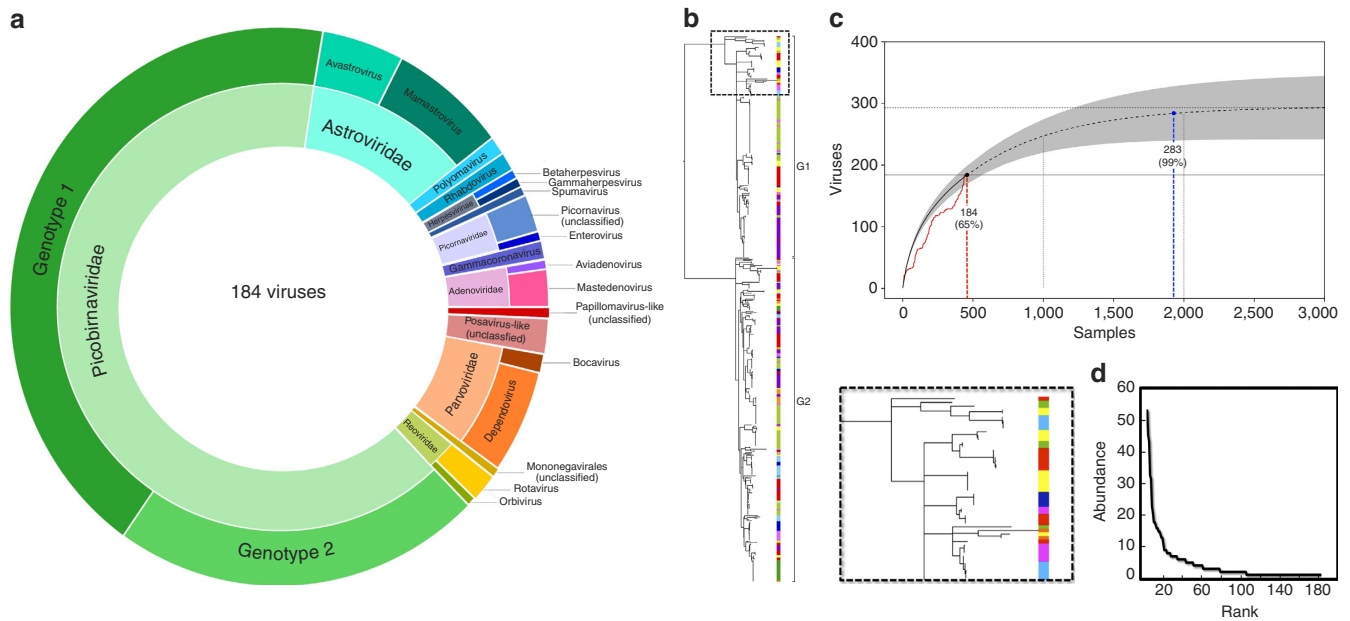 a
Genotype 1
Picobirnaviridae
184 viruses
Genotype 2
Avastrovirus
Mamastrovirus
Astroviridae
Polyomavirus
Rhabdovirus
Herpesvirinae
Betaherpesvirus
Gammaherpesvirus
Spumavirus
Picornaviridae
Picornavirus
(unclassified)
Enterovirus
Gammacoronavirus
Aviadenovirus
Adenoviridae
Mastedenovirus
Papillomavirus-like
(unclassified)
Posavirus-like
(unclassfied)
Parvoviridae
Bocavirus
Dependovirus
Mononegavirales
(unclassified)
Reoviridae
Rotavirus
Orbivirus
b
G1
G2
c
400
300
200
100
0
Viruses
184
(65%)
283
(99%)
0
500
1,000
1,500
2,000
2,500
3,000
Samples
d
60
50
40
30
20
10
0
Abundance
20
60
100
140
180
Rank